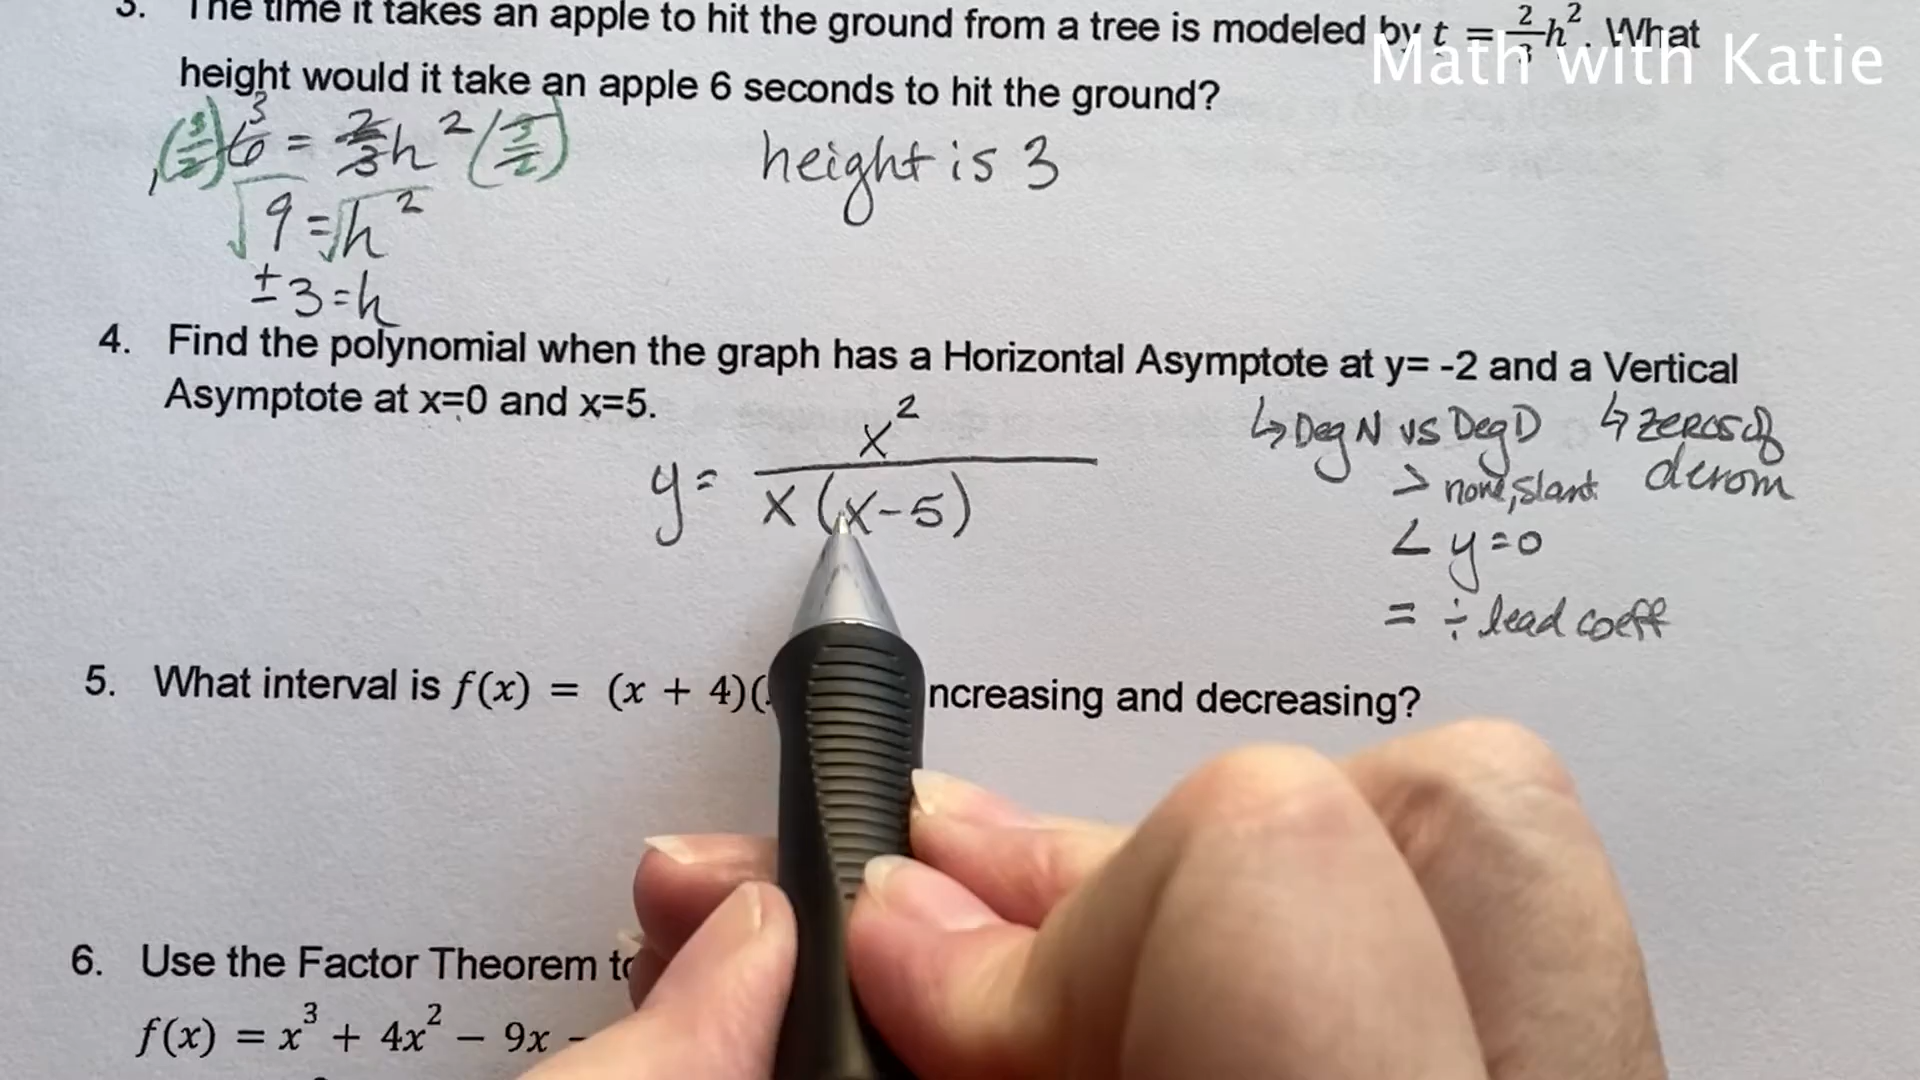 3. The time it takes an apple to hit the ground from a tree is modeled by t = 2/3 h². What
Math with Katie
height would it take an apple 6 seconds to hit the ground?
(3/2) 6 = 2/3 h² (3/2)
3
1
height is 3
√9 = √h²
± 3 = h
4. Find the polynomial when the graph has a Horizontal Asymptote at y= -2 and a Vertical
Asymptote at x=0 and x=5.
↳ Deg N vs Deg D
↳ zeros of
denom
y = x² / x(x-5)
> none, slant
< y = 0
= ÷ lead coeff
5. What interval is f(x) = (x + 4)( ncreasing and decreasing?
6. Use the Factor Theorem to
f(x) = x³ + 4x² − 9x −